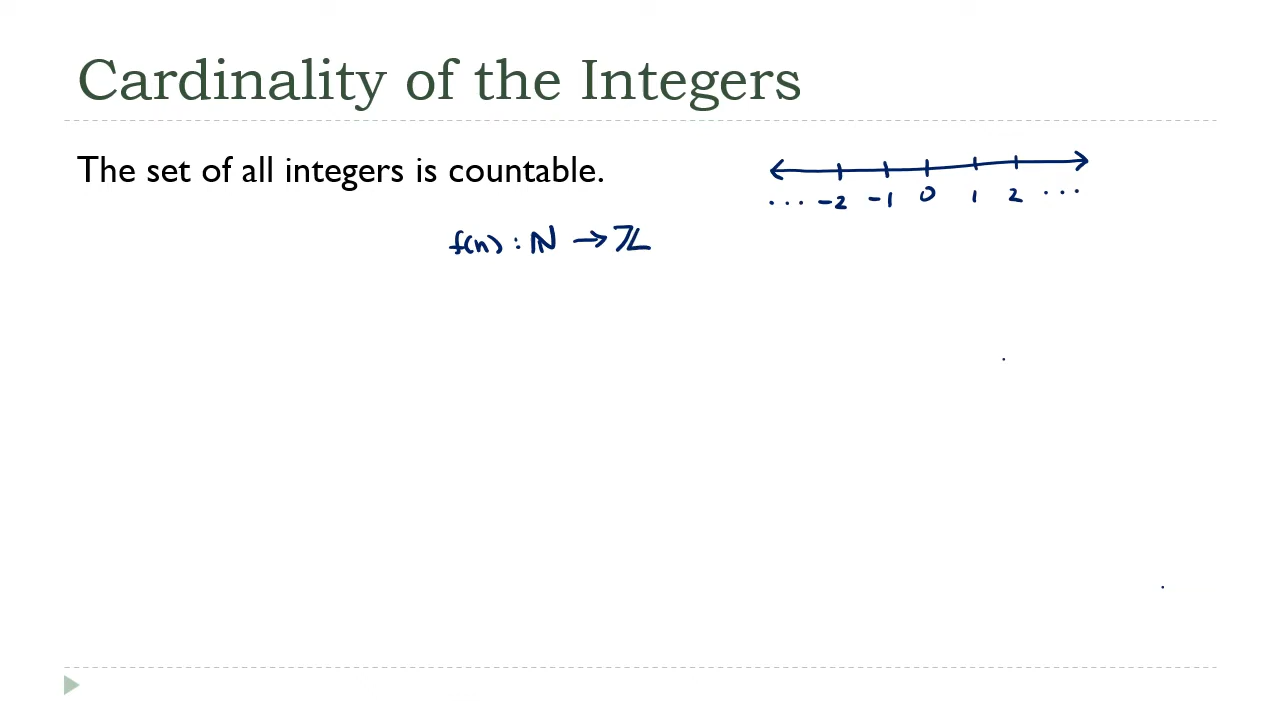 Cardinality of the Integers
The set of all integers is countable.
... -2 -1 0 1 2 ...
f(n) : ℕ → ℤ